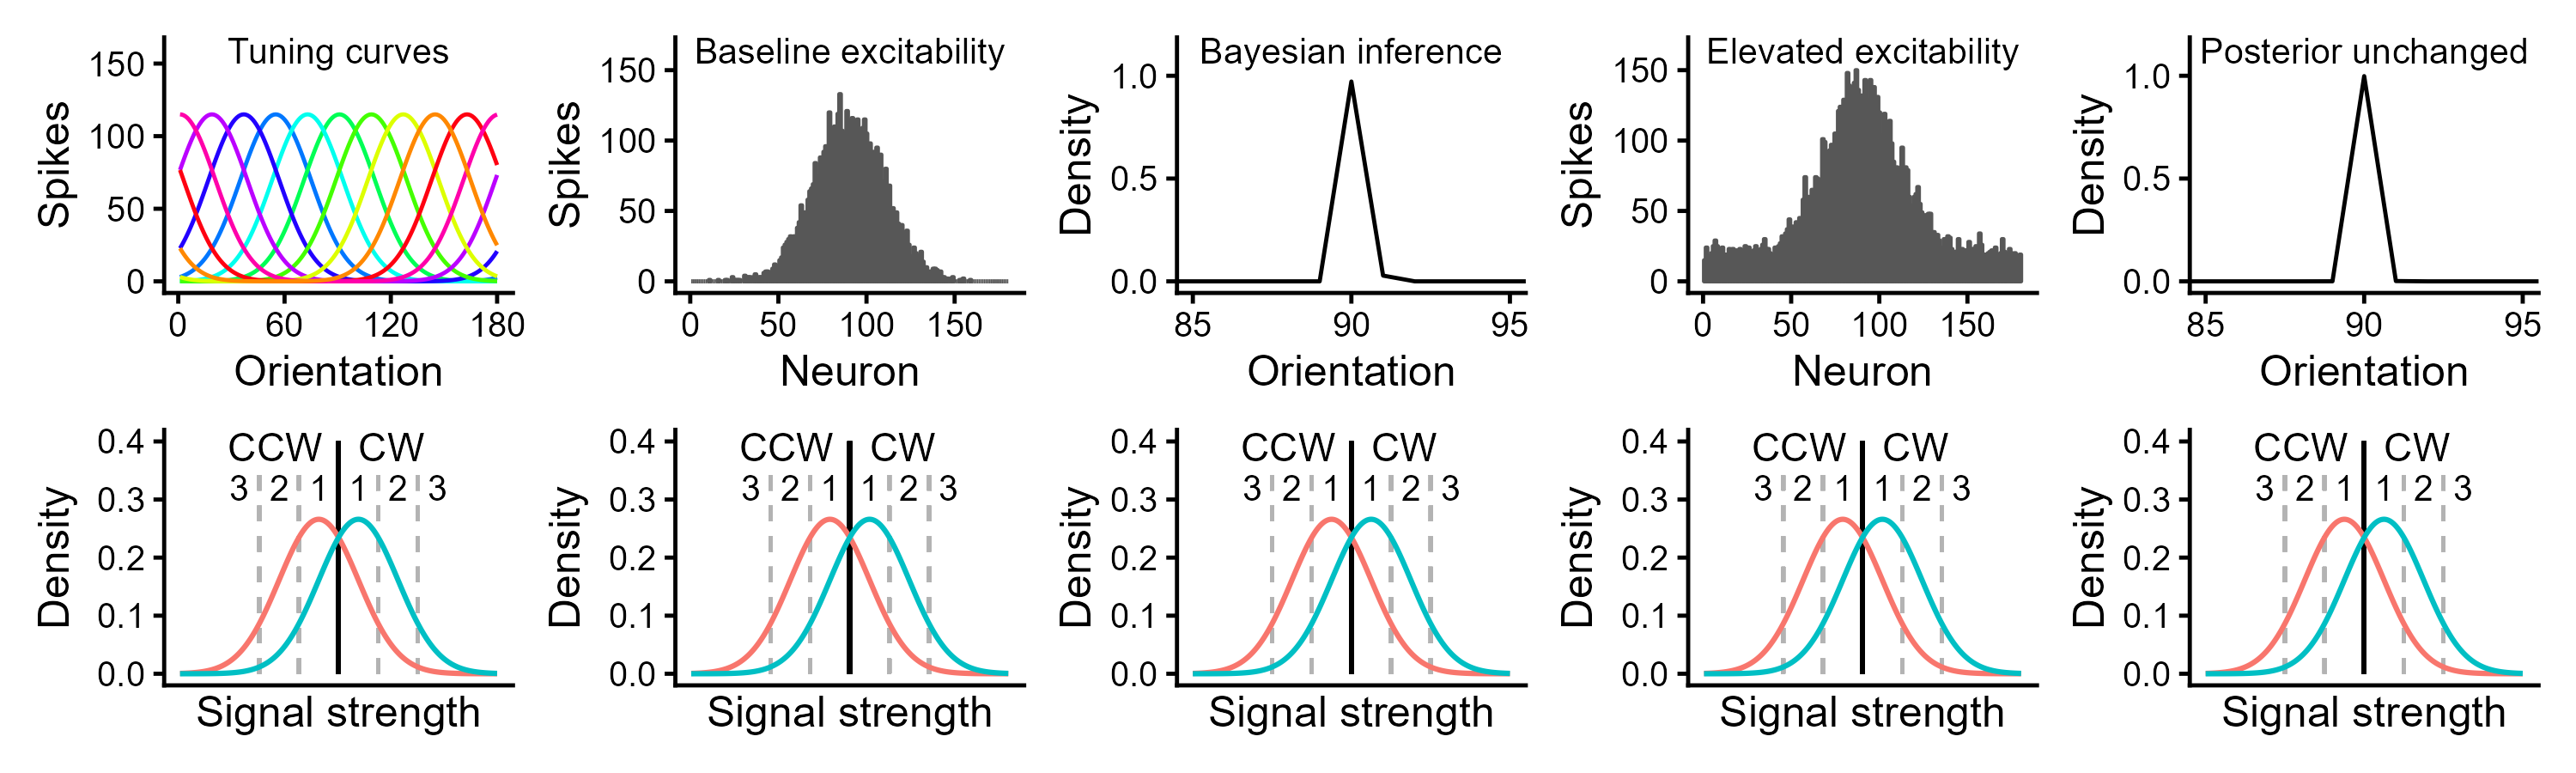 Tuning curves
150
100
50
0
Spikes
0 60 120 180
Orientation
Baseline excitability
150
100
50
0
Spikes
0 50 100 150
Neuron
Bayesian inference
1.0
0.5
0.0
Density
85 90 95
Orientation
Elevated excitability
150
100
50
0
Spikes
0 50 100 150
Neuron
Posterior unchanged
1.0
0.5
0.0
Density
85 90 95
Orientation
0.4
0.3
0.2
0.1
0.0
Density
CCW CW
3 2 1 1 2 3
Signal strength
0.4
0.3
0.2
0.1
0.0
Density
CCW CW
3 2 1 1 2 3
Signal strength
0.4
0.3
0.2
0.1
0.0
Density
CCW CW
3 2 1 1 2 3
Signal strength
0.4
0.3
0.2
0.1
0.0
Density
CCW CW
3 2 1 1 2 3
Signal strength
0.4
0.3
0.2
0.1
0.0
Density
CCW CW
3 2 1 1 2 3
Signal strength